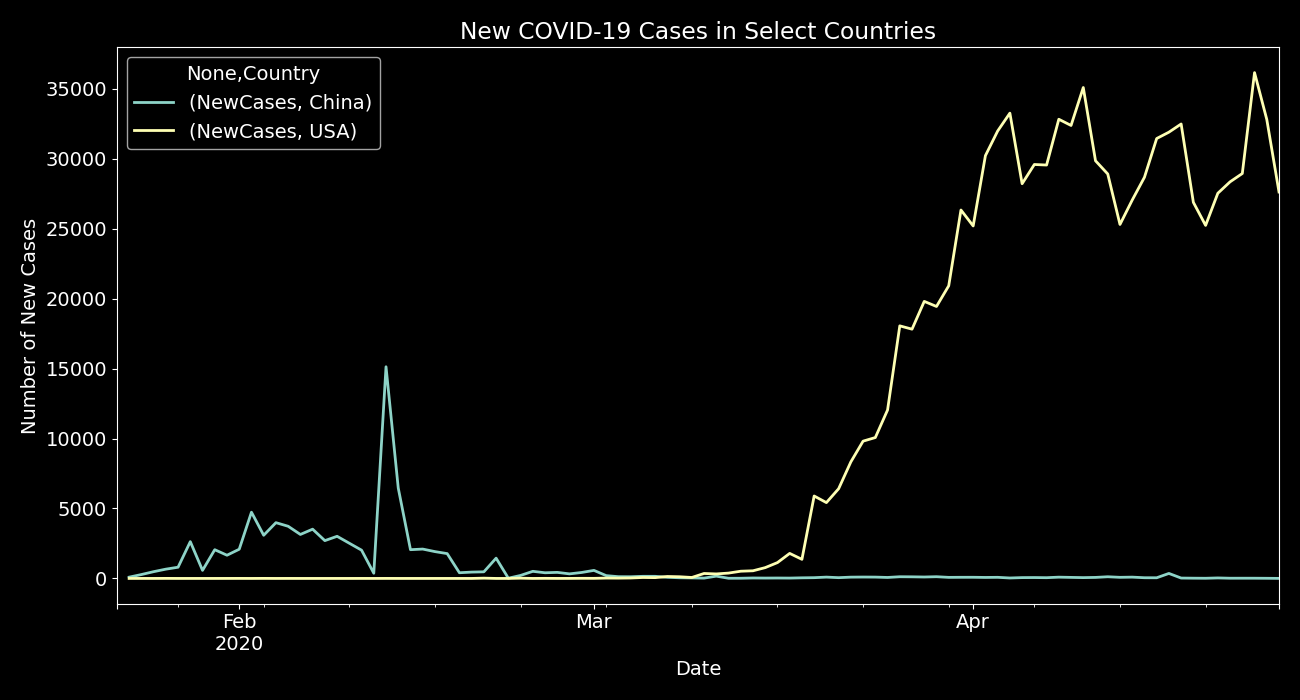 New COVID-19 Cases in Select Countries
None,Country
(NewCases, China)
(NewCases, USA)
35000
30000
25000
20000
15000
10000
5000
0
Number of New Cases
Feb
2020
Mar
Apr
Date